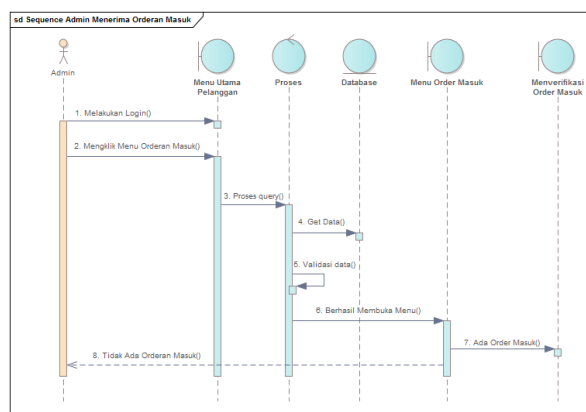 sd Sequence Admin Menerima Orderan Masuk
Admin
Menu Utama
Pelanggan
Proses
Database
Menu Order Masuk
Menverifikasi
Order Masuk
1. Melakukan Login()
2. Mengklik Menu Orderan Masuk()
3. Proses query()
4. Get Data()
5. Validasi data()
6. Berhasil Membuka Menu()
7. Ada Order Masuk()
8. Tidak Ada Orderan Masuk()